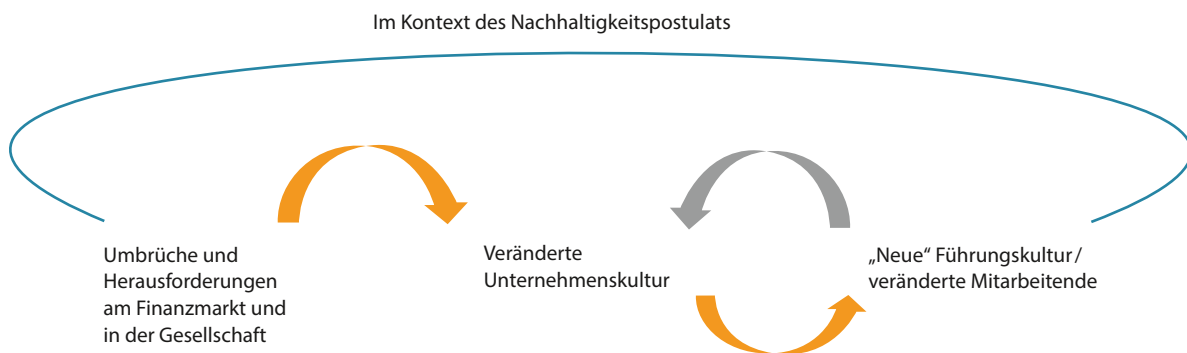 Im Kontext des Nachhaltigkeitspostulats
Umbrüche und
Herausforderungen
am Finanzmarkt und
in der Gesellschaft
Veränderte
Unternehmenskultur
„Neue“ Führungskultur/
veränderte Mitarbeitende